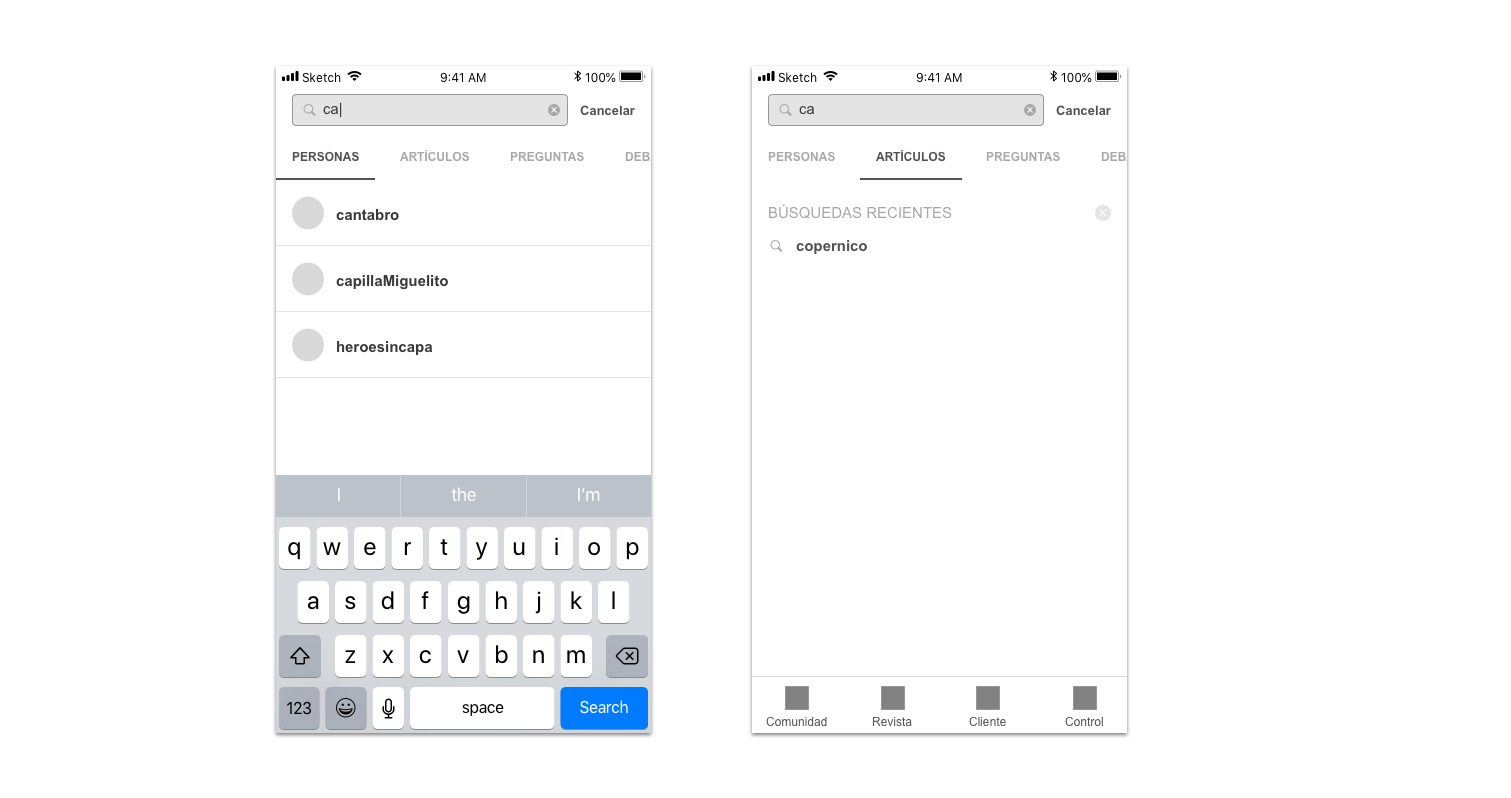 Sketch 9:41 AM 100%
ca Cancelar
PERSONAS ARTÍCULOS PREGUNTAS DEB
cantabro
capillaMiguelito
heroesincapa
I the I'm
q w e r t y u i o p
a s d f g h j k l
z x c v b n m
123 space Search
Sketch 9:41 AM 100%
ca Cancelar
PERSONAS ARTÍCULOS PREGUNTAS DEB
BÚSQUEDAS RECIENTES
copernico
Comunidad Revista Cliente Control